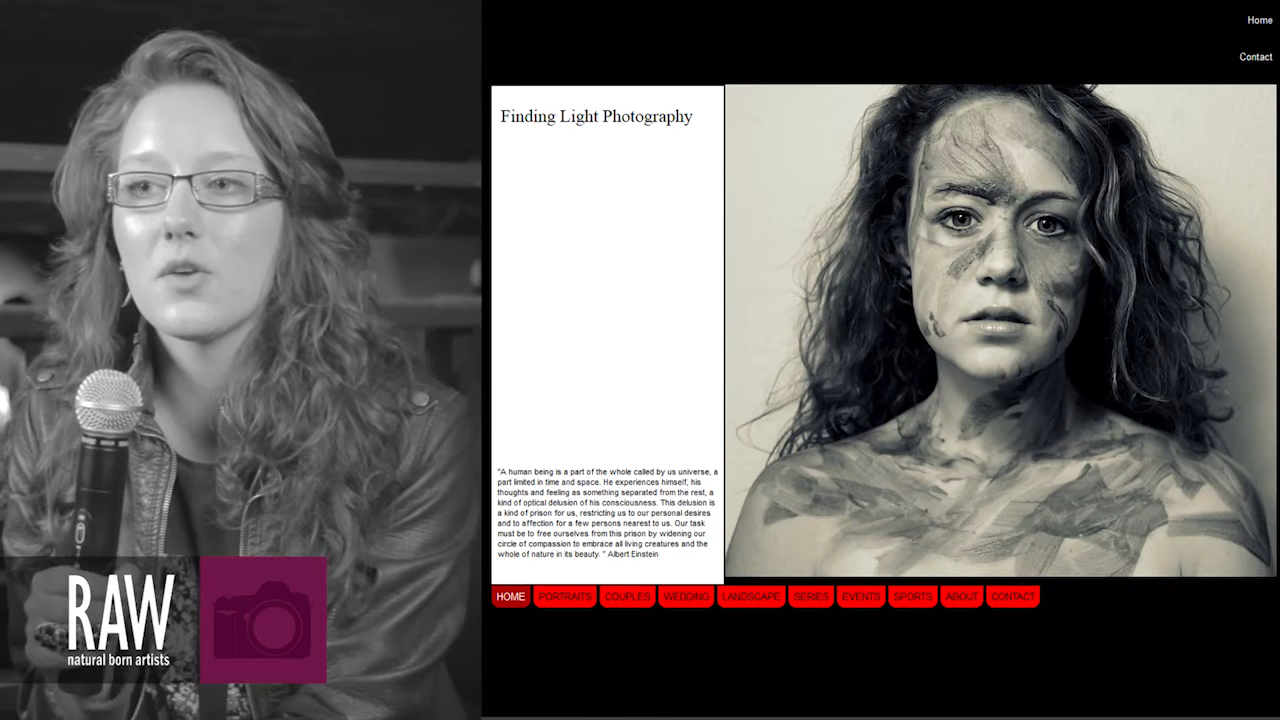 Home
Contact
Finding Light Photography
"A human being is a part of the whole called by us universe, a
part limited in time and space. He experiences himself, his
thoughts and feeling as something separated from the rest, a
kind of optical delusion of his consciousness. This delusion is
a kind of prison for us, restricting us to our personal desires
and to affection for a few persons nearest to us. Our task
must be to free ourselves from this prison by widening our
circle of compassion to embrace all living creatures and the
whole of nature in its beauty. " Albert Einstein
HOME PORTRAITS COUPLES WEDDING LANDSCAPE SERIES EVENTS SPORTS ABOUT CONTACT
RAW
natural born artists